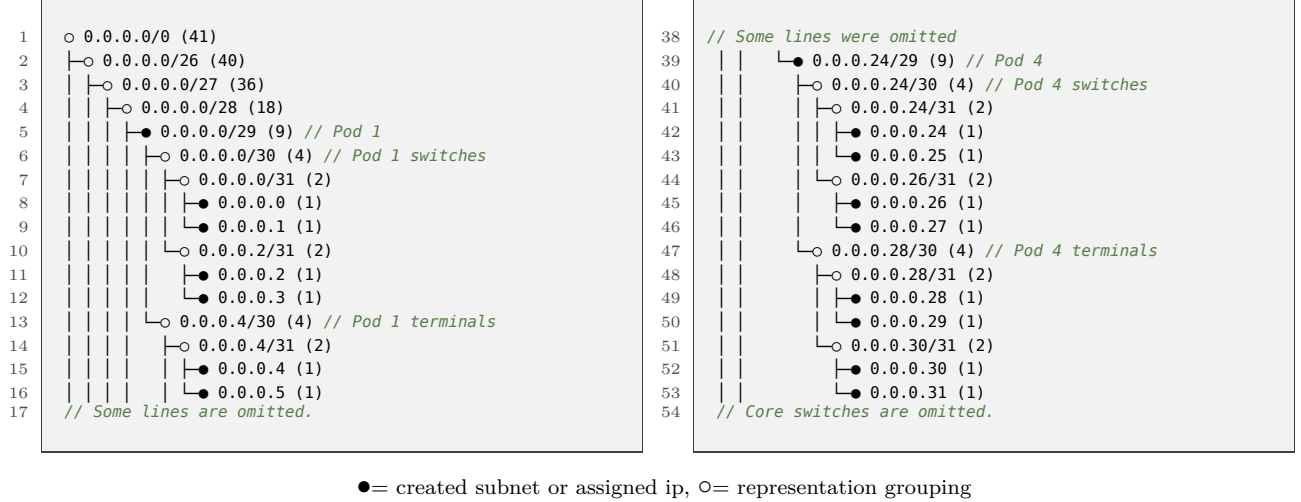 1 ○ 0.0.0.0/0 (41)
2 ├─○ 0.0.0.0/26 (40)
3 │ ├─○ 0.0.0.0/27 (36)
4 │ │ ├─○ 0.0.0.0/28 (18)
5 │ │ │ ├─● 0.0.0.0/29 (9) // Pod 1
6 │ │ │ │ ├─○ 0.0.0.0/30 (4) // Pod 1 switches
7 │ │ │ │ │ ├─○ 0.0.0.0/31 (2)
8 │ │ │ │ │ │ ├─● 0.0.0.0 (1)
9 │ │ │ │ │ │ └─● 0.0.0.1 (1)
10 │ │ │ │ │ └─○ 0.0.0.2/31 (2)
11 │ │ │ │ │   ├─● 0.0.0.2 (1)
12 │ │ │ │ │   └─● 0.0.0.3 (1)
13 │ │ │ │ └─○ 0.0.0.4/30 (4) // Pod 1 terminals
14 │ │ │ │   ├─○ 0.0.0.4/31 (2)
15 │ │ │ │   │ ├─● 0.0.0.4 (1)
16 │ │ │ │   │ └─● 0.0.0.5 (1)
17 // Some lines are omitted.
38 // Some lines were omitted
39 │ │   └─● 0.0.0.24/29 (9) // Pod 4
40 │ │     ├─○ 0.0.0.24/30 (4) // Pod 4 switches
41 │ │     │ ├─○ 0.0.0.24/31 (2)
42 │ │     │ │ ├─● 0.0.0.24 (1)
43 │ │     │ │ └─● 0.0.0.25 (1)
44 │ │     │ └─○ 0.0.0.26/31 (2)
45 │ │     │   ├─● 0.0.0.26 (1)
46 │ │     │   └─● 0.0.0.27 (1)
47 │ │     └─○ 0.0.0.28/30 (4) // Pod 4 terminals
48 │ │       ├─○ 0.0.0.28/31 (2)
49 │ │       │ ├─● 0.0.0.28 (1)
50 │ │       │ └─● 0.0.0.29 (1)
51 │ │       └─○ 0.0.0.30/31 (2)
52 │ │         ├─● 0.0.0.30 (1)
53 │ │         └─● 0.0.0.31 (1)
54 // Core switches are omitted.
●= created subnet or assigned ip, ○= representation grouping